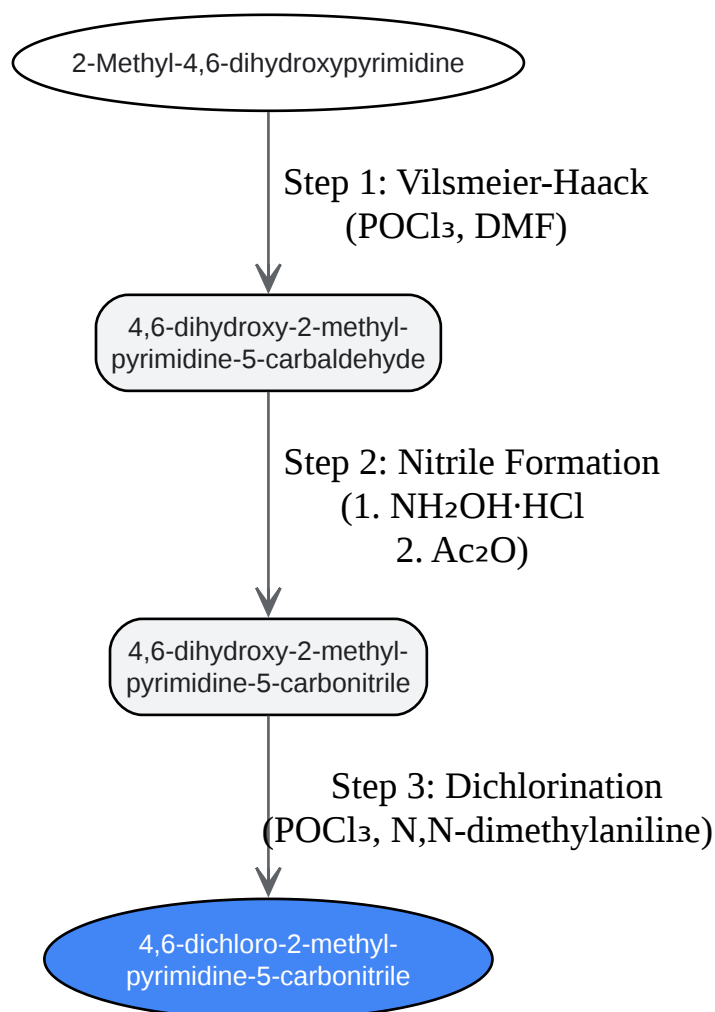 2-Methyl-4,6-dihydroxypyrimidine
Step 1: Vilsmeier-Haack
(POCl₃, DMF)
4,6-dihydroxy-2-methyl-
pyrimidine-5-carbaldehyde
Step 2: Nitrile Formation
(1. NH₂OH·HCl
2. Ac₂O)
4,6-dihydroxy-2-methyl-
pyrimidine-5-carbonitrile
Step 3: Dichlorination
(POCl₃, N,N-dimethylaniline)
4,6-dichloro-2-methyl-
pyrimidine-5-carbonitrile